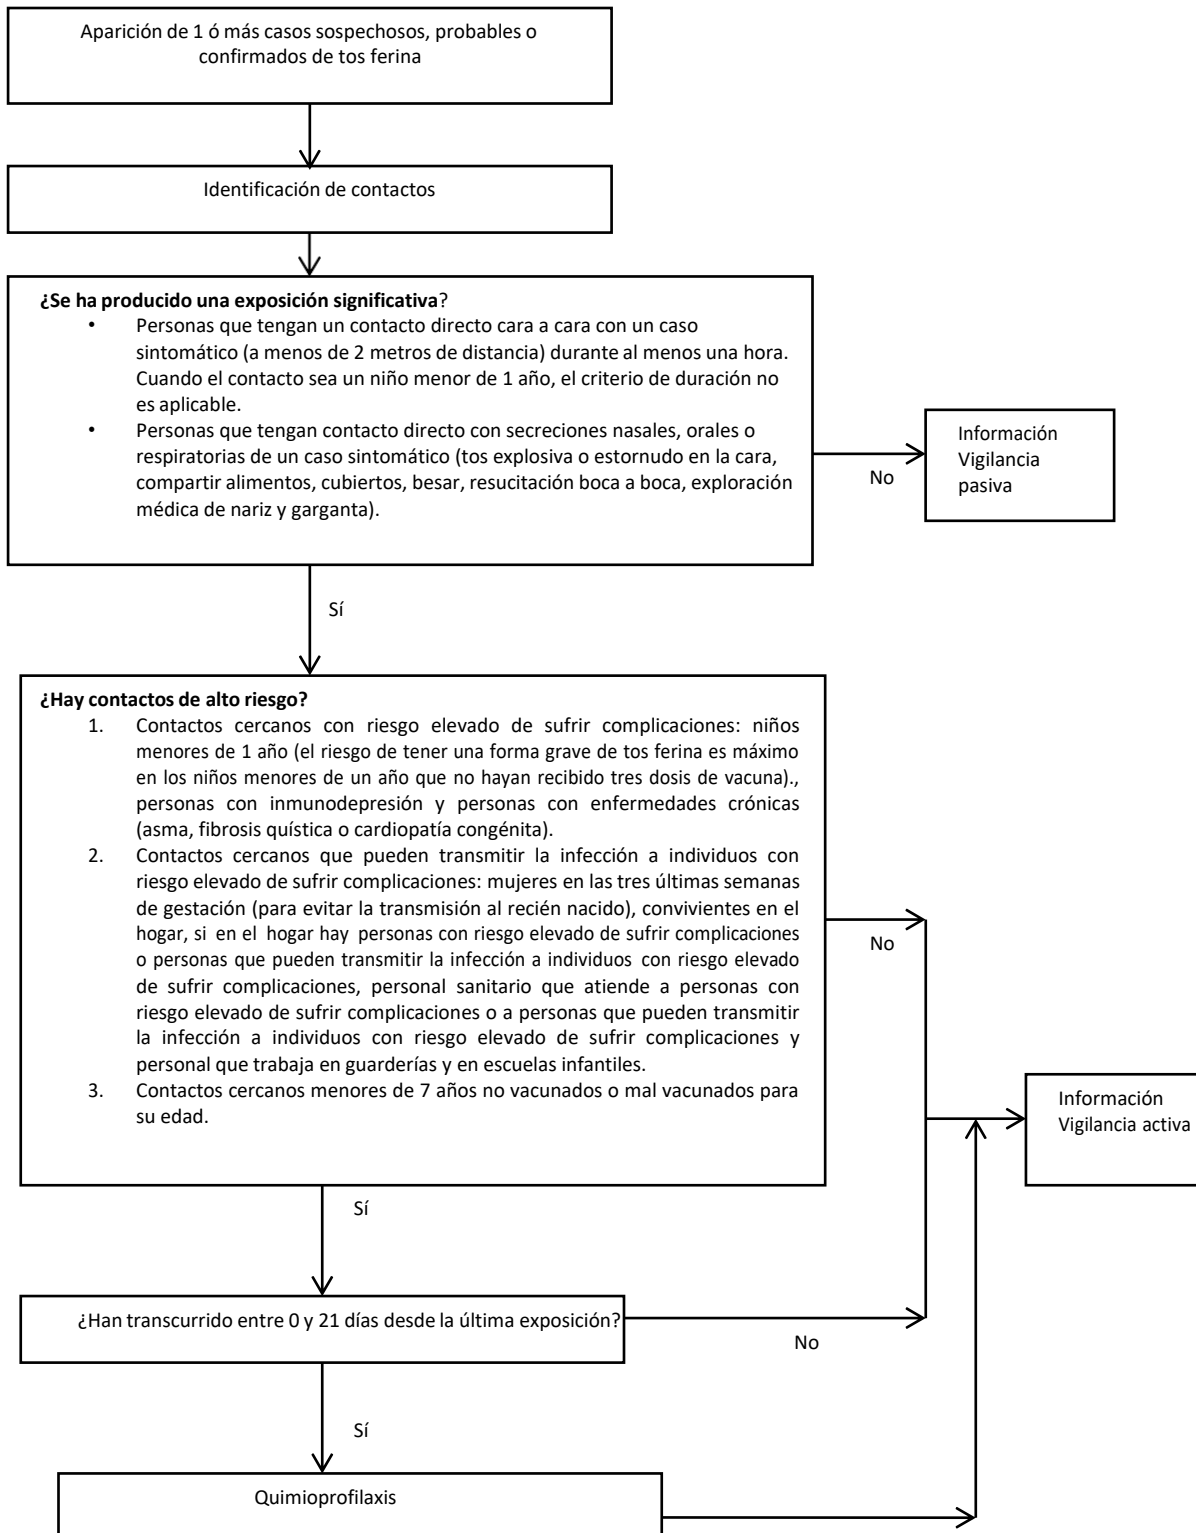 Aparición de 1 ó más casos sospechosos, probables o
confirmados de tos ferina
Identificación de contactos
¿Se ha producido una exposición significativa?
• Personas que tengan un contacto directo cara a cara con un caso
sintomático (a menos de 2 metros de distancia) durante al menos una hora.
Cuando el contacto sea un niño menor de 1 año, el criterio de duración no
es aplicable.
• Personas que tengan contacto directo con secreciones nasales, orales o
respiratorias de un caso sintomático (tos explosiva o estornudo en la cara,
compartir alimentos, cubiertos, besar, resucitación boca a boca, exploración
médica de nariz y garganta).
No
Información
Vigilancia
pasiva
Sí
¿Hay contactos de alto riesgo?
1. Contactos cercanos con riesgo elevado de sufrir complicaciones: niños
menores de 1 año (el riesgo de tener una forma grave de tos ferina es máximo
en los niños menores de un año que no hayan recibido tres dosis de vacuna).,
personas con inmunodepresión y personas con enfermedades crónicas
(asma, fibrosis quística o cardiopatía congénita).
2. Contactos cercanos que pueden transmitir la infección a individuos con
riesgo elevado de sufrir complicaciones: mujeres en las tres últimas semanas
de gestación (para evitar la transmisión al recién nacido), convivientes en el
hogar, si en el hogar hay personas con riesgo elevado de sufrir complicaciones
o personas que pueden transmitir la infección a individuos con riesgo elevado
de sufrir complicaciones, personal sanitario que atiende a personas con
riesgo elevado de sufrir complicaciones o a personas que pueden transmitir
la infección a individuos con riesgo elevado de sufrir complicaciones y
personal que trabaja en guarderías y en escuelas infantiles.
3. Contactos cercanos menores de 7 años no vacunados o mal vacunados para
su edad.
No
Información
Vigilancia activa
Sí
¿Han transcurrido entre 0 y 21 días desde la última exposición?
No
Sí
Quimioprofilaxis